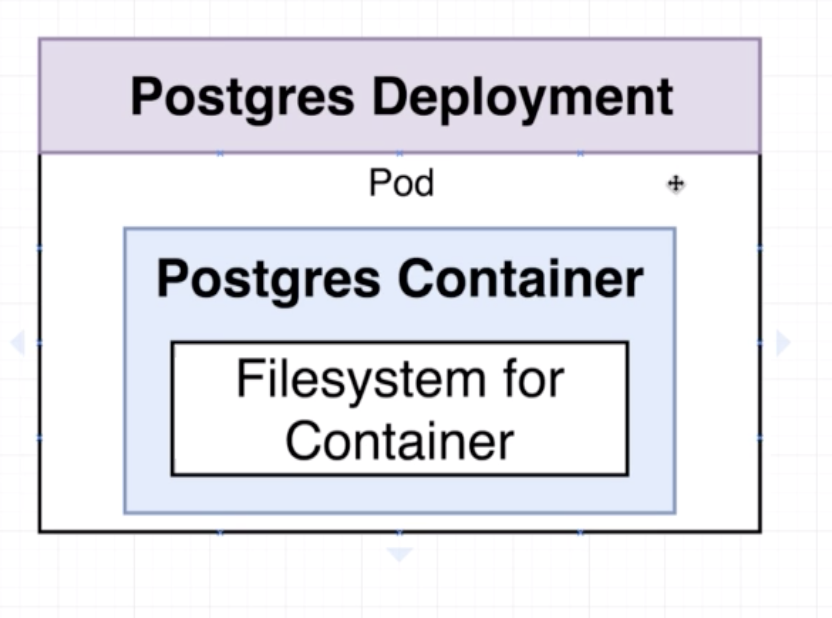 Postgres Deployment
Pod
Postgres Container
Filesystem for
Container